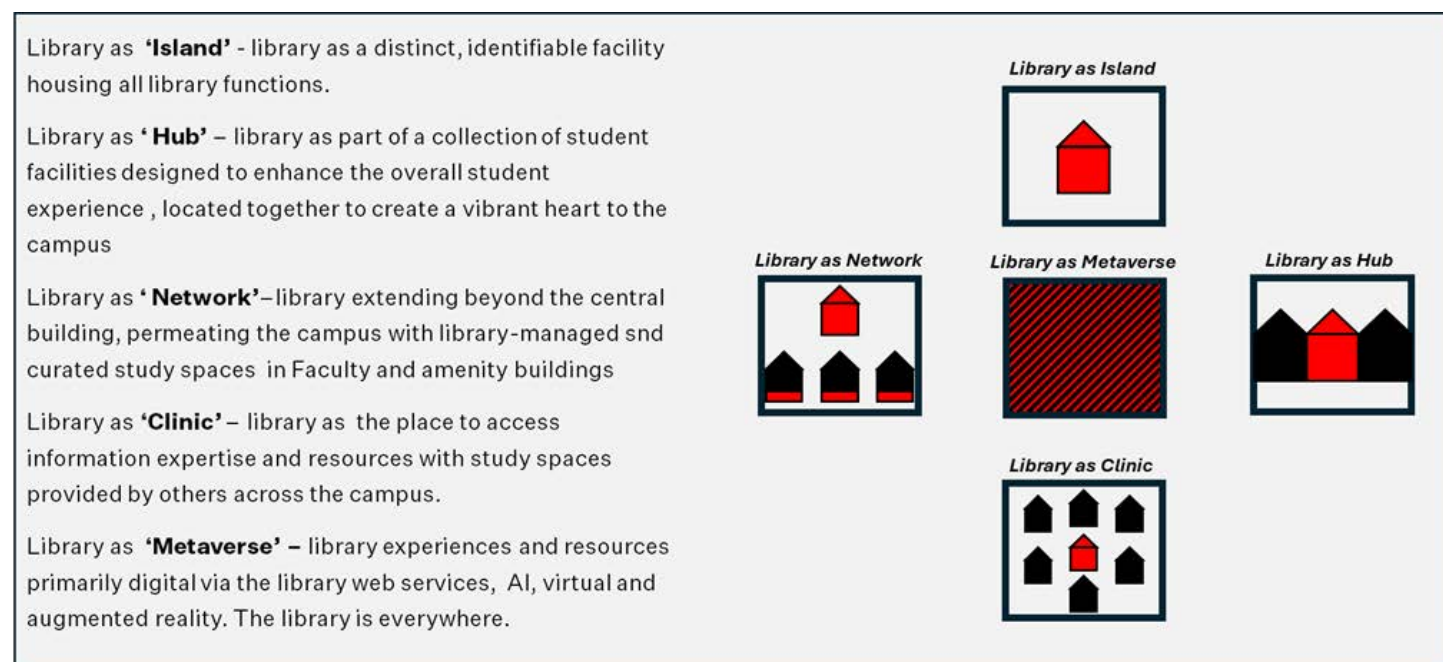 Library as 'Island' - library as a distinct, identifiable facility
housing all library functions.
Library as ‘ Hub’ – library as part of a collection of student
facilities designed to enhance the overall student
experience , located together to create a vibrant heart to the
campus
Library as ‘ Network’–library extending beyond the central
building, permeating the campus with library-managed snd
curated study spaces in Faculty and amenity buildings
Library as ‘Clinic’ – library as the place to access
information expertise and resources with study spaces
provided by others across the campus.
Library as ‘Metaverse’ – library experiences and resources
primarily digital via the library web services, AI, virtual and
augmented reality. The library is everywhere.
Library as Island
Library as Network
Library as Metaverse
Library as Hub
Library as Clinic